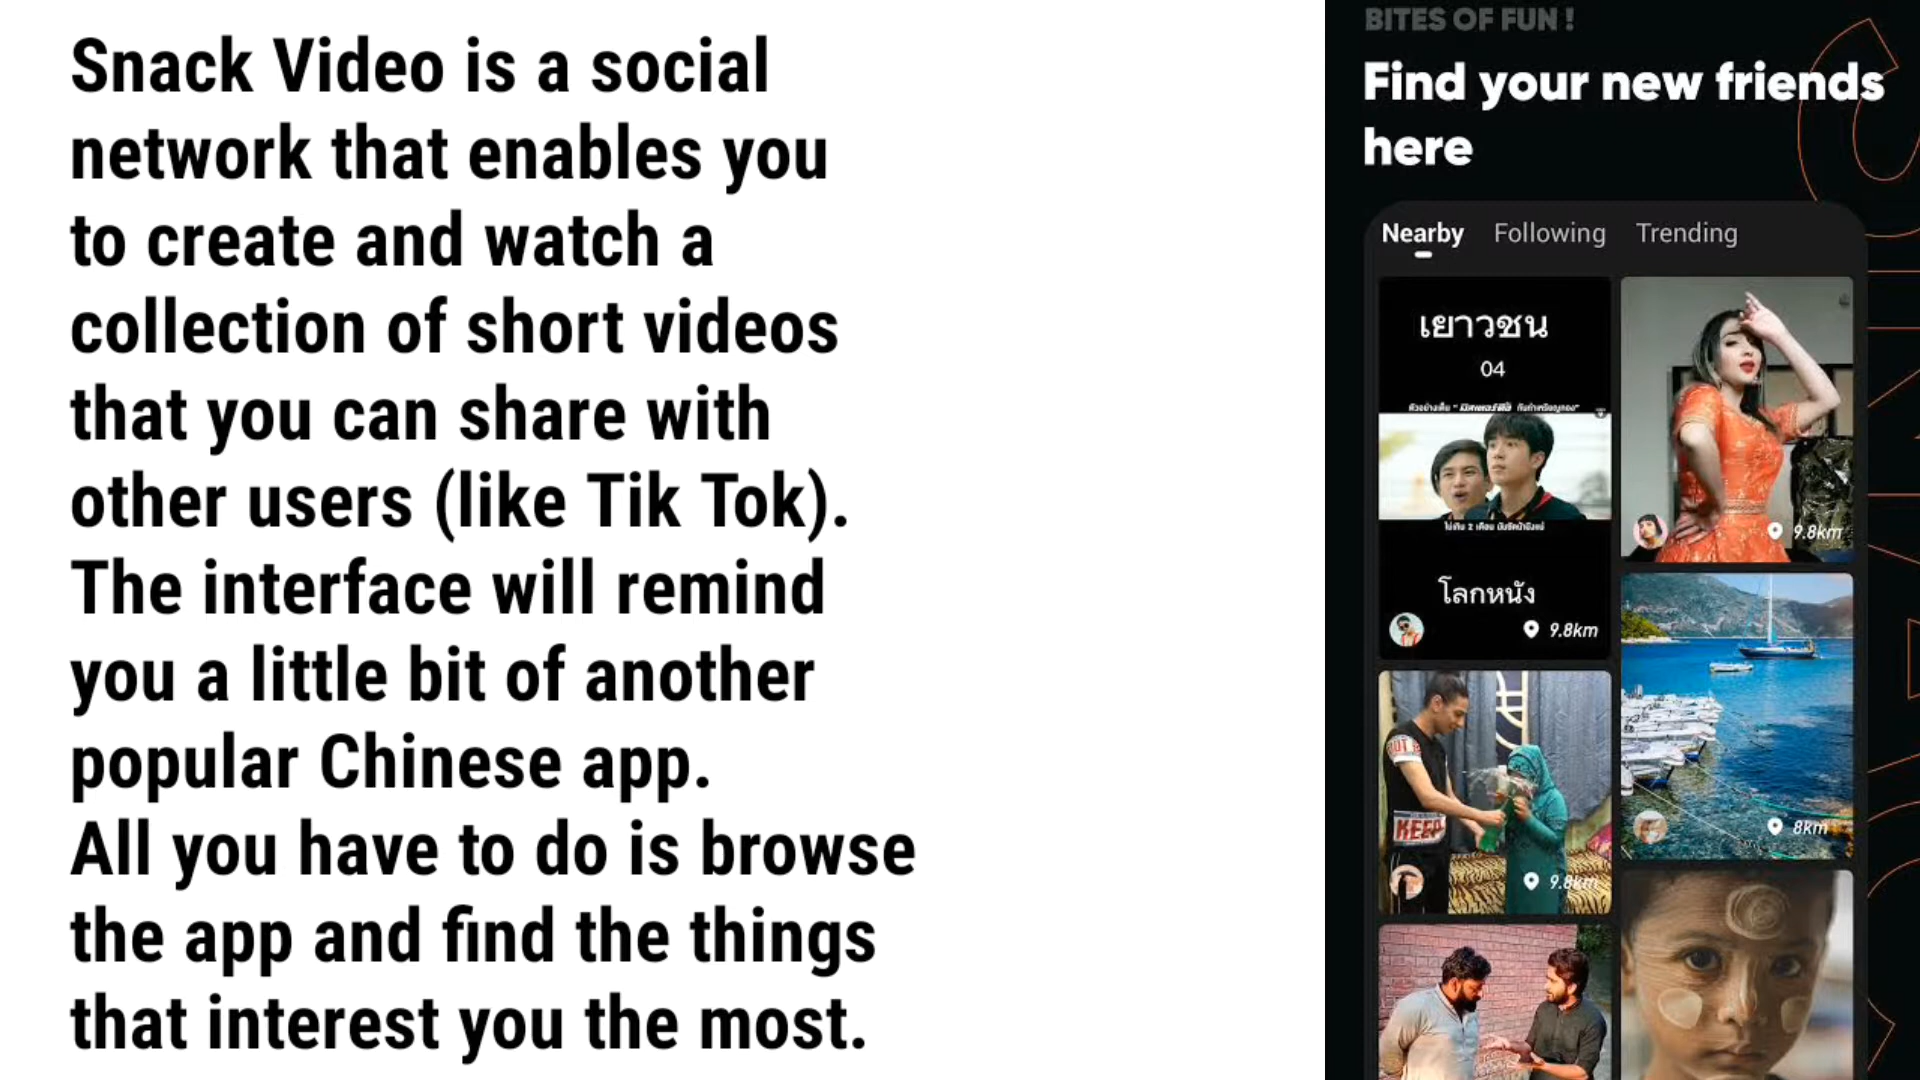 Snack Video is a social
network that enables you
to create and watch a
collection of short videos
that you can share with
other users (like Tik Tok).
The interface will remind
you a little bit of another
popular Chinese app.
All you have to do is browse
the app and find the things
that interest you the most.
BITES OF FUN !
Find your new friends
here
Nearby Following Trending
เยาวชน
04
โลกหนัง
9.8km
9.8km
8km
9.8km
KEEP